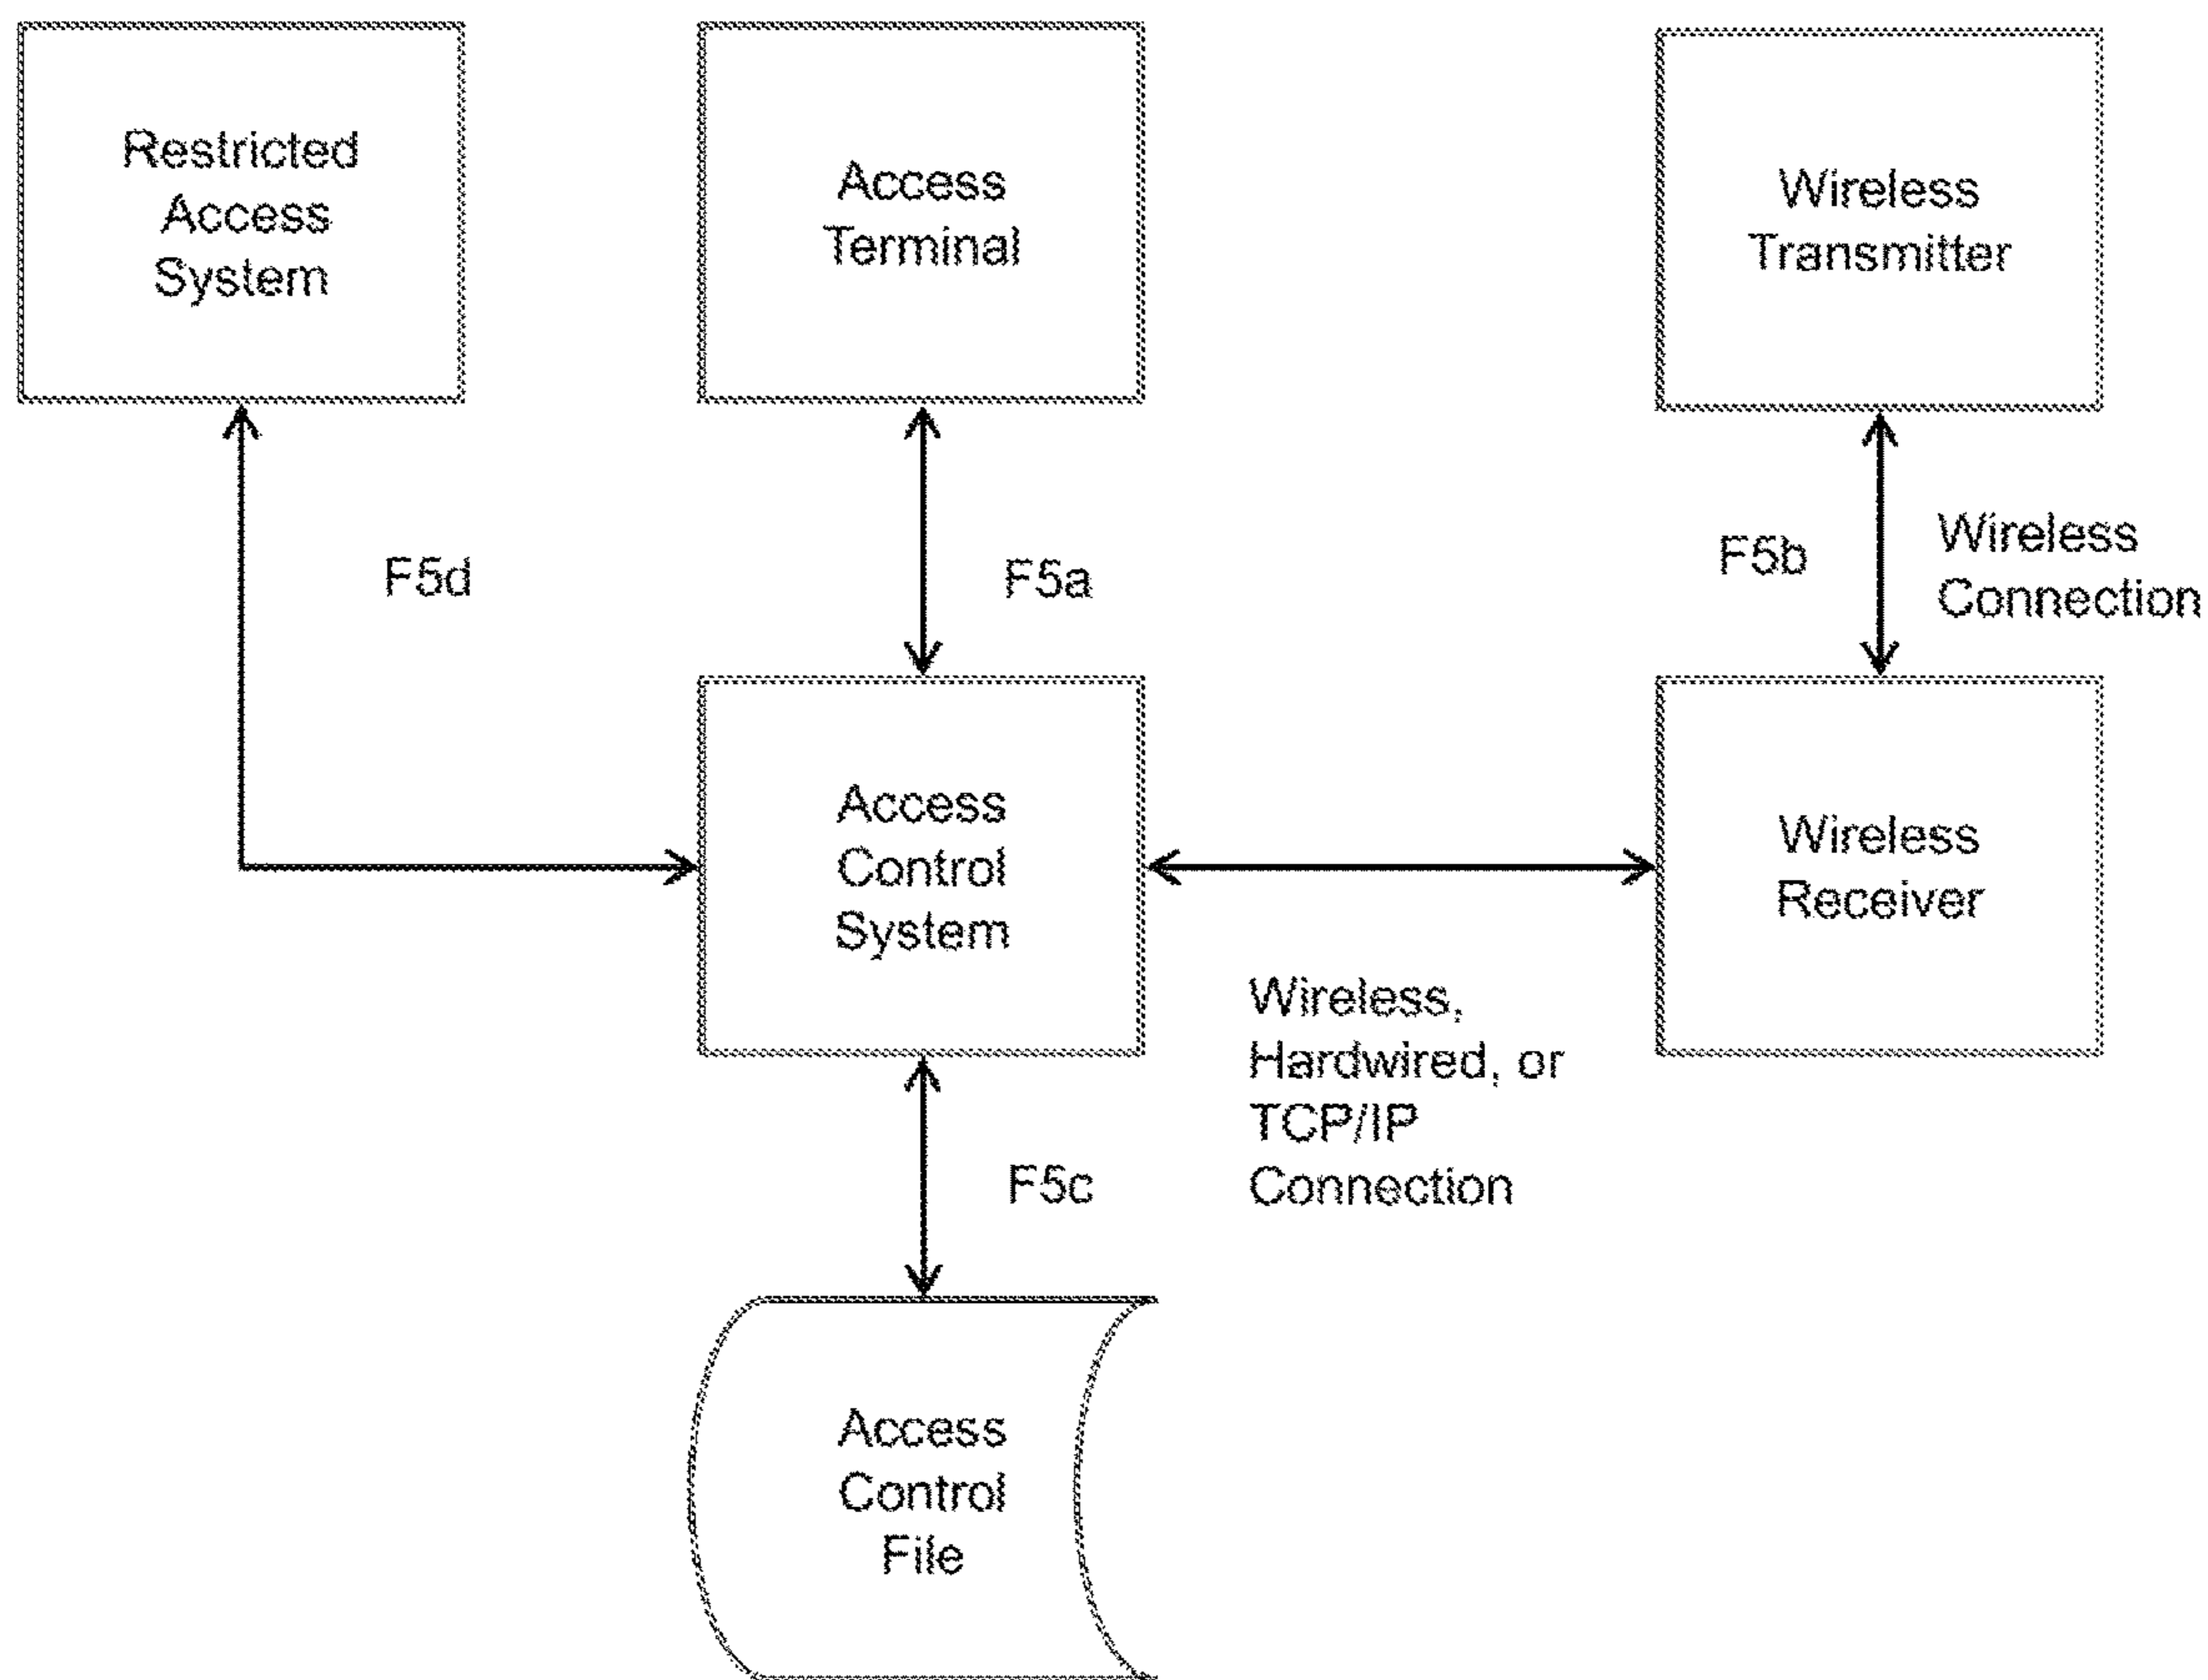 Restricted
Access
System
Access
Terminal
Wireless
Transmitter
F5d
F5a
F5b
Wireless
Connection
Access
Control
System
Wireless
Receiver
Wireless,
Hardwired, or
TCP/IP
Connection
F5c
Access
Control
File